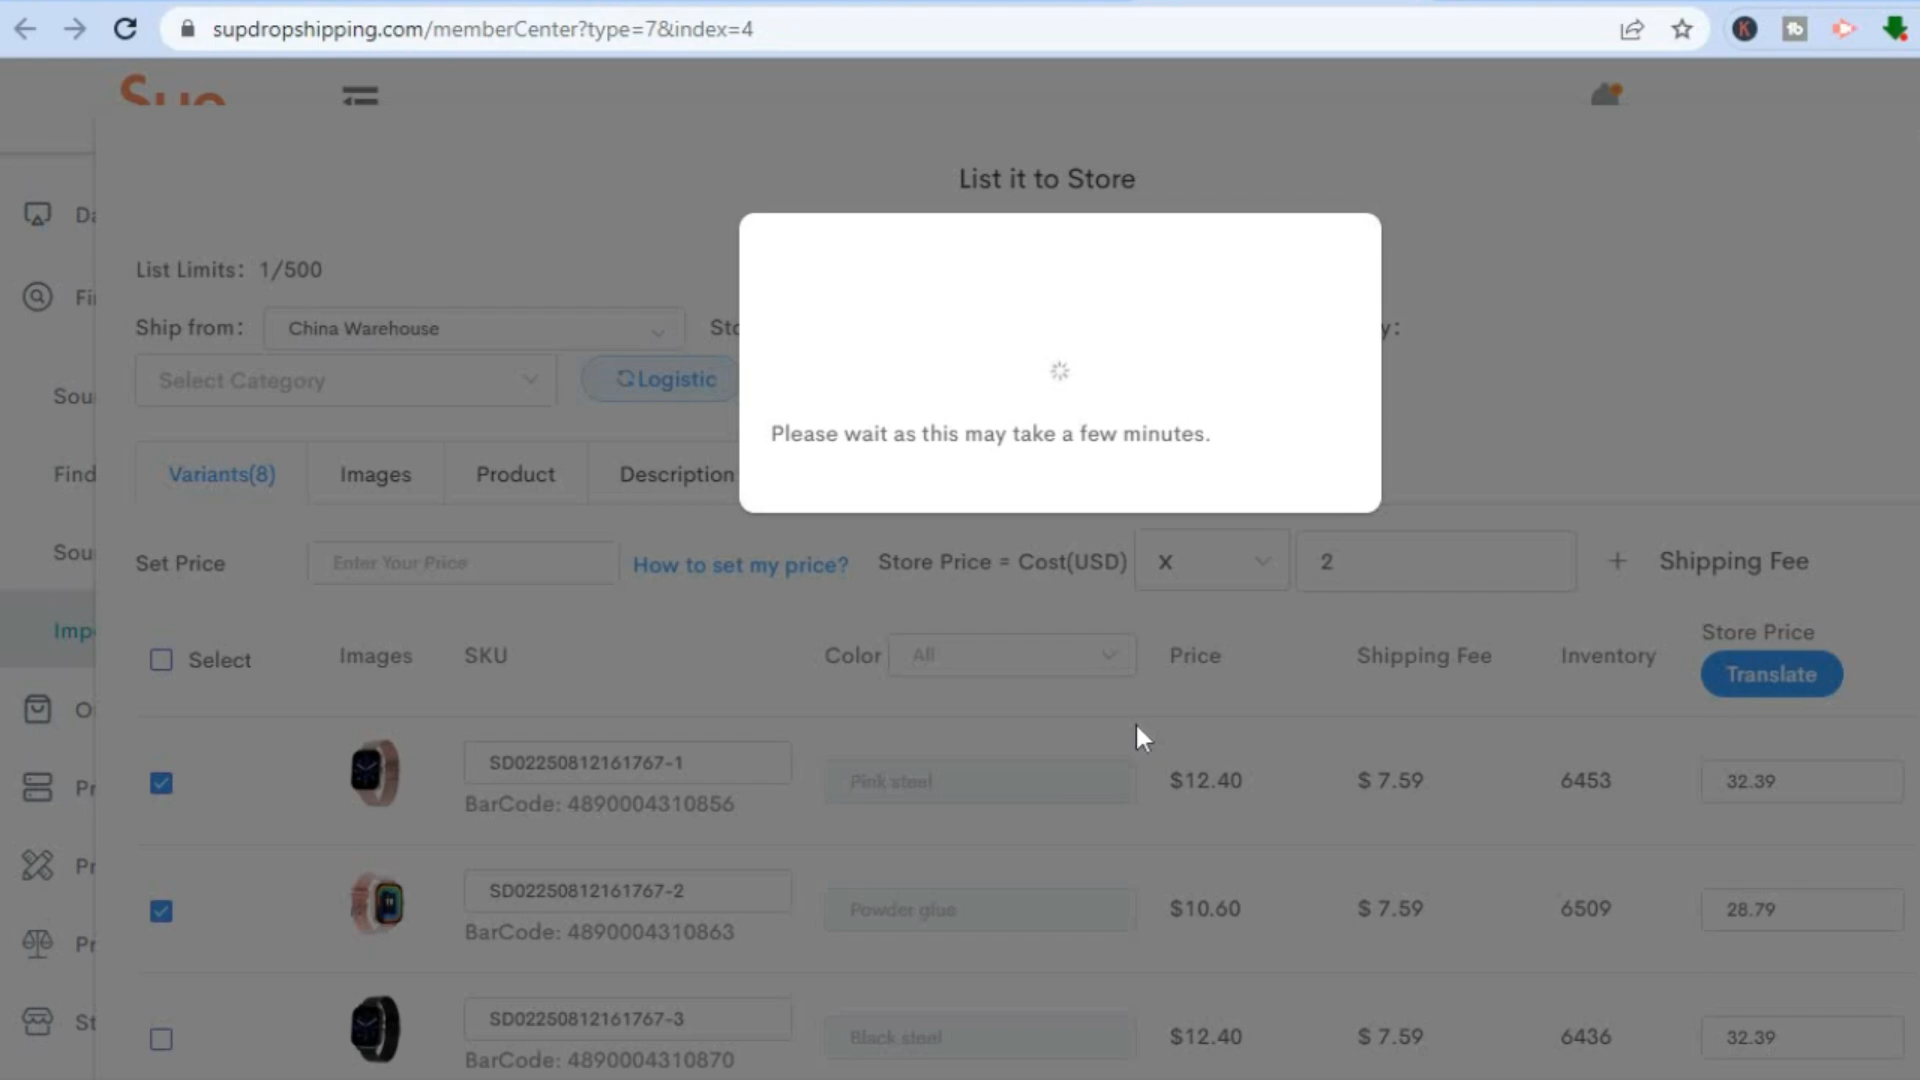 supdropshipping.com/memberCenter?type=7&index=4
Sup
List it to Store
List Limits: 1/500
Ship from: China Warehouse
Select Category
Logistic
Please wait as this may take a few minutes.
Variants(8) Images Product Description
Set Price Enter Your Price How to set my price? Store Price = Cost(USD) X 2 + Shipping Fee
Select Images SKU Color All Price Shipping Fee Inventory Store Price
Translate
SD02250812161767-1 Pink steel $12.40 $ 7.59 6453 32.39
BarCode: 4890004310856
SD02250812161767-2 Powder glue $10.60 $ 7.59 6509 28.79
BarCode: 4890004310863
SD02250812161767-3 Black steel $12.40 $ 7.59 6436 32.39
BarCode: 4890004310870